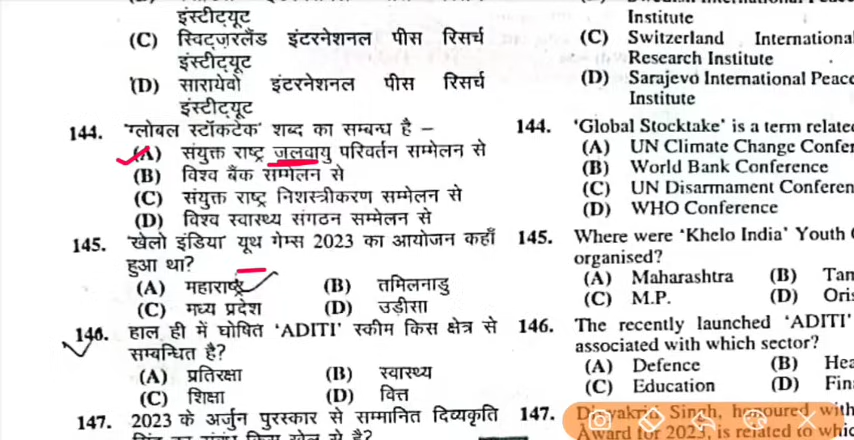 इंस्टीट्यूट
(C) स्विट्ज़रलैंड इंटरनेशनल पीस रिसर्च
इंस्टीट्यूट
(D) सारायेवो इंटरनेशनल पीस रिसर्च
इंस्टीट्यूट
144. 'ग्लोबल स्टॉकटेक' शब्द का सम्बन्ध है –
(A) संयुक्त राष्ट्र जलवायु परिवर्तन सम्मेलन से
(B) विश्व बैंक सम्मेलन से
(C) संयुक्त राष्ट्र निशस्त्रीकरण सम्मेलन से
(D) विश्व स्वास्थ्य संगठन सम्मेलन से
145. 'खेलो इंडिया' यूथ गेम्स 2023 का आयोजन कहाँ
हुआ था?
(A) महाराष्ट्र (B) तमिलनाडु
(C) मध्य प्रदेश (D) उड़ीसा
146. हाल ही में घोषित 'ADITI' स्कीम किस क्षेत्र से
सम्बन्धित है?
(A) प्रतिरक्षा (B) स्वास्थ्य
(C) शिक्षा (D) वित्त
147. 2023 के अर्जुन पुरस्कार से सम्मानित दिव्यकृति
Institute
(C) Switzerland Internationa
Research Institute
(D) Sarajevo International Peace
Institute
144. 'Global Stocktake' is a term relate
(A) UN Climate Change Confer
(B) World Bank Conference
(C) UN Disarmament Conferen
(D) WHO Conference
145. Where were 'Khelo India' Youth
organised?
(A) Maharashtra (B) Tam
(C) M.P. (D) Oris
146. The recently launched 'ADITI'
associated with which sector?
(A) Defence (B) Hea
(C) Education (D) Fin
147. Divyakriti Singh, honoured with
Award for 2023, is related to whic